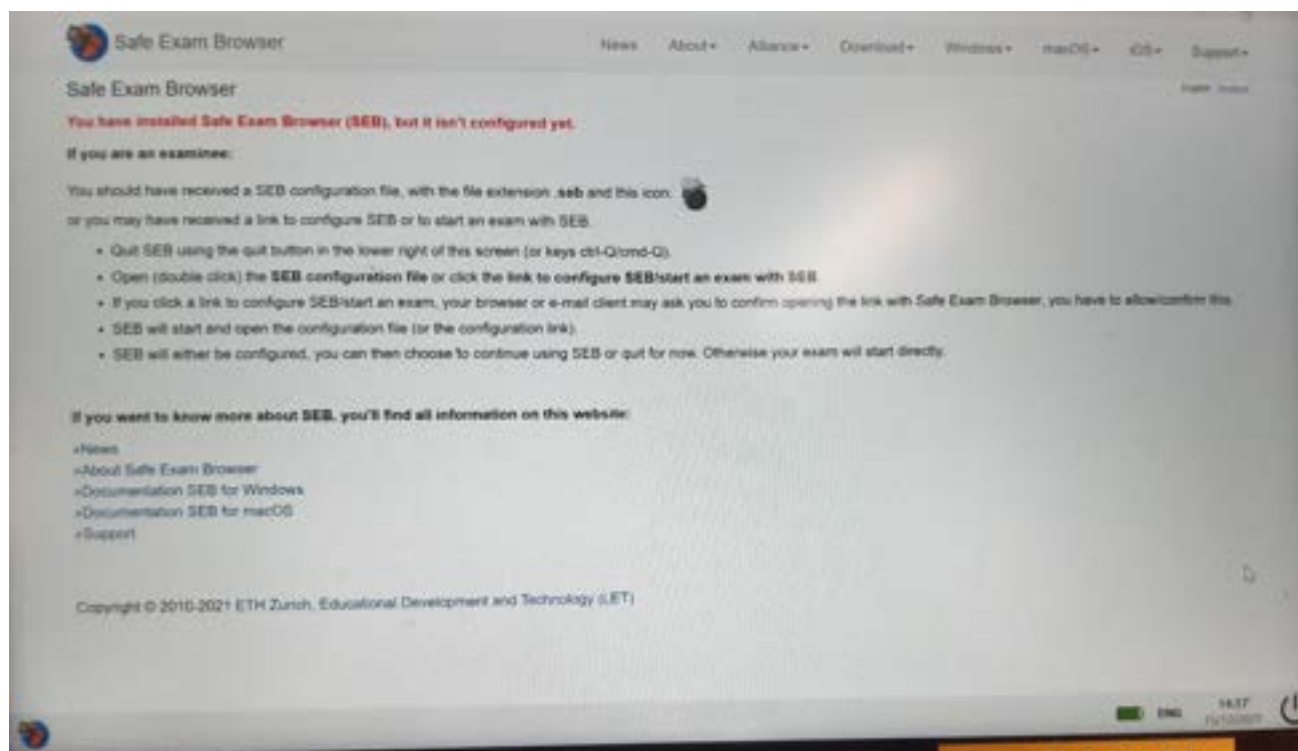 Safe Exam Browser
News About Alliance Download Windows macOS iOS Support
Safe Exam Browser
English
You have installed Safe Exam Browser (SEB), but it isn't configured yet.
If you are an examinee:
You should have received a SEB configuration file, with the file extension .seb and this icon:
or you may have received a link to configure SEB or to start an exam with SEB.
• Quit SEB using the quit button in the lower right of this screen (or keys ctrl-Q/cmd-Q).
• Open (double click) the SEB configuration file or click the link to configure SEB/start an exam with SEB.
• If you click a link to configure SEB/start an exam, your browser or e-mail client may ask you to confirm opening the link with Safe Exam Browser, you have to allow/confirm this.
• SEB will start and open the configuration file (or the configuration link).
• SEB will either be configured, you can then choose to continue using SEB or quit for now. Otherwise your exam will start directly.
If you want to know more about SEB, you'll find all information on this website:
»News
»About Safe Exam Browser
»Documentation SEB for Windows
»Documentation SEB for macOS
»Support
Copyright © 2010-2021 ETH Zurich, Educational Development and Technology (LET)
ENG
14:37